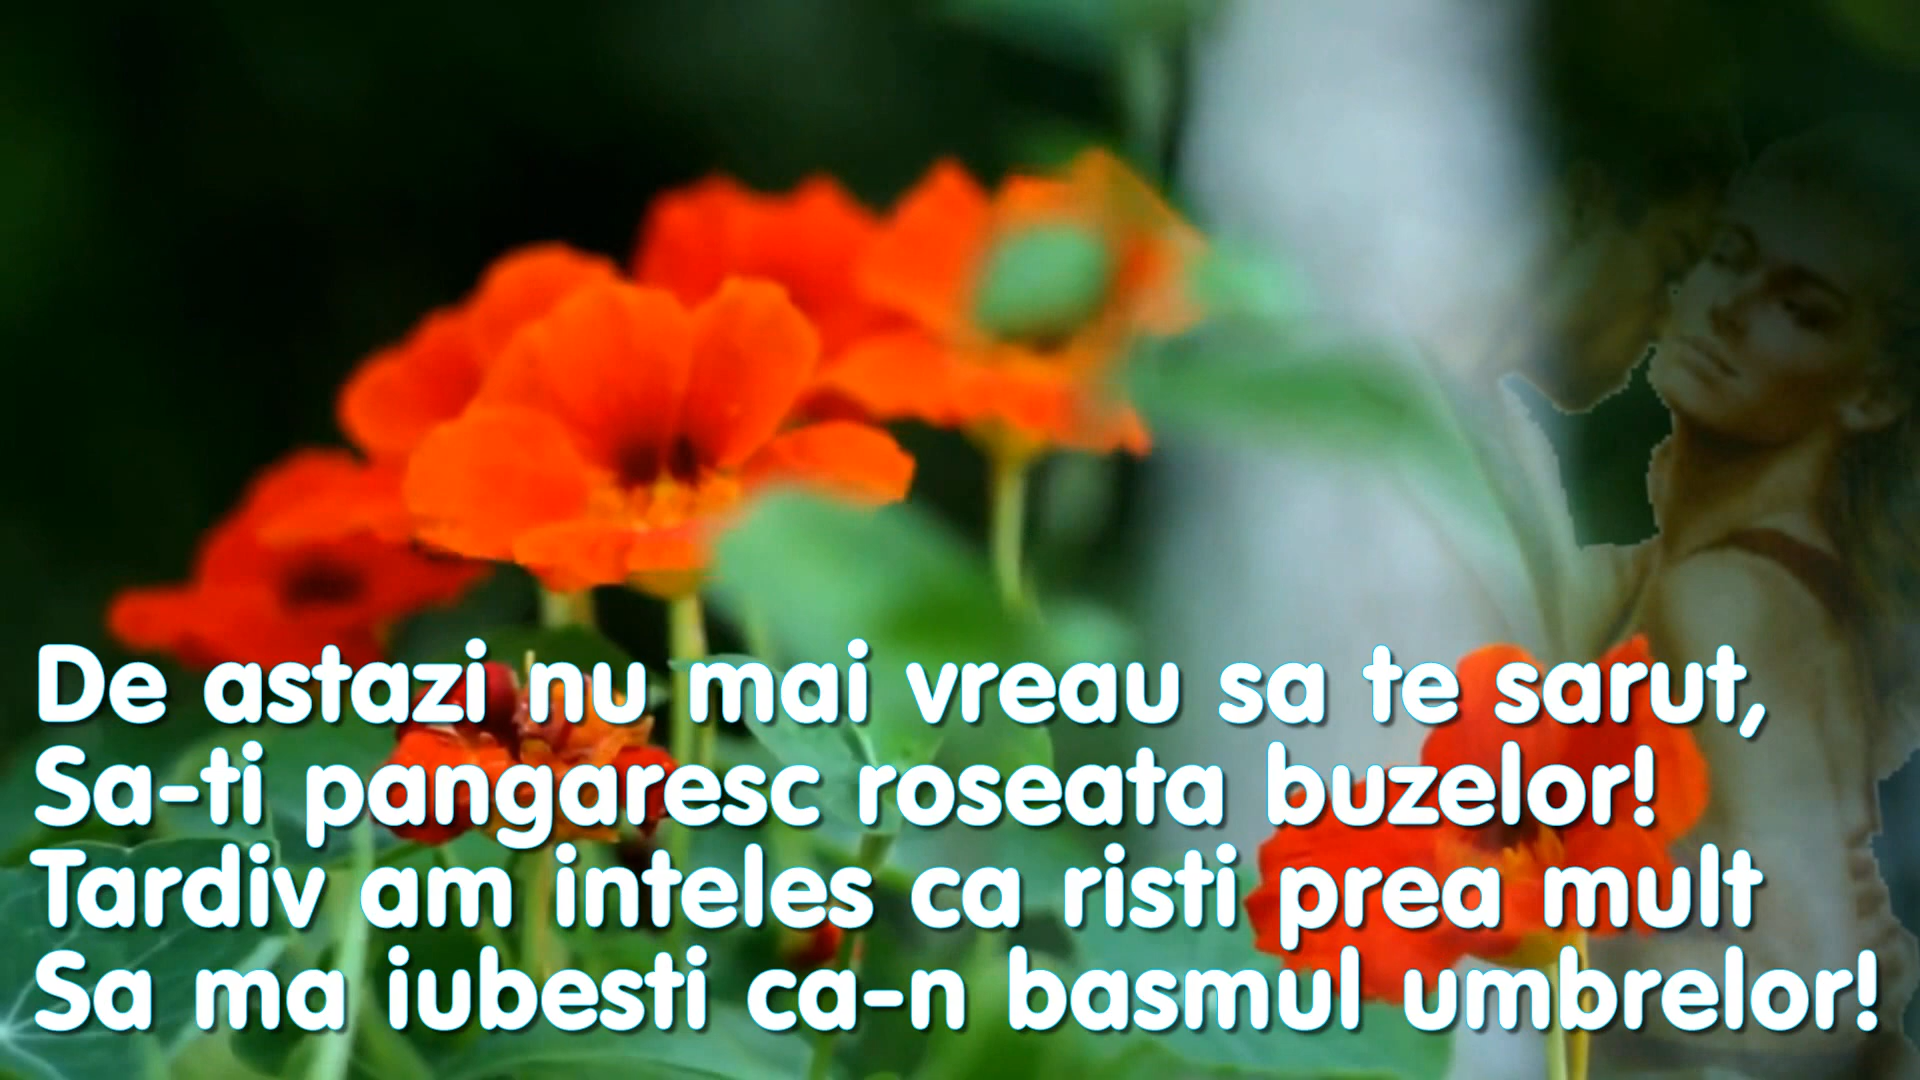 De astazi nu mai vreau sa te sarut,
Sa-ti pangaresc roseata buzelor!
Tardiv am inteles ca risti prea mult
Sa ma iubesti ca-n basmul umbrelor!